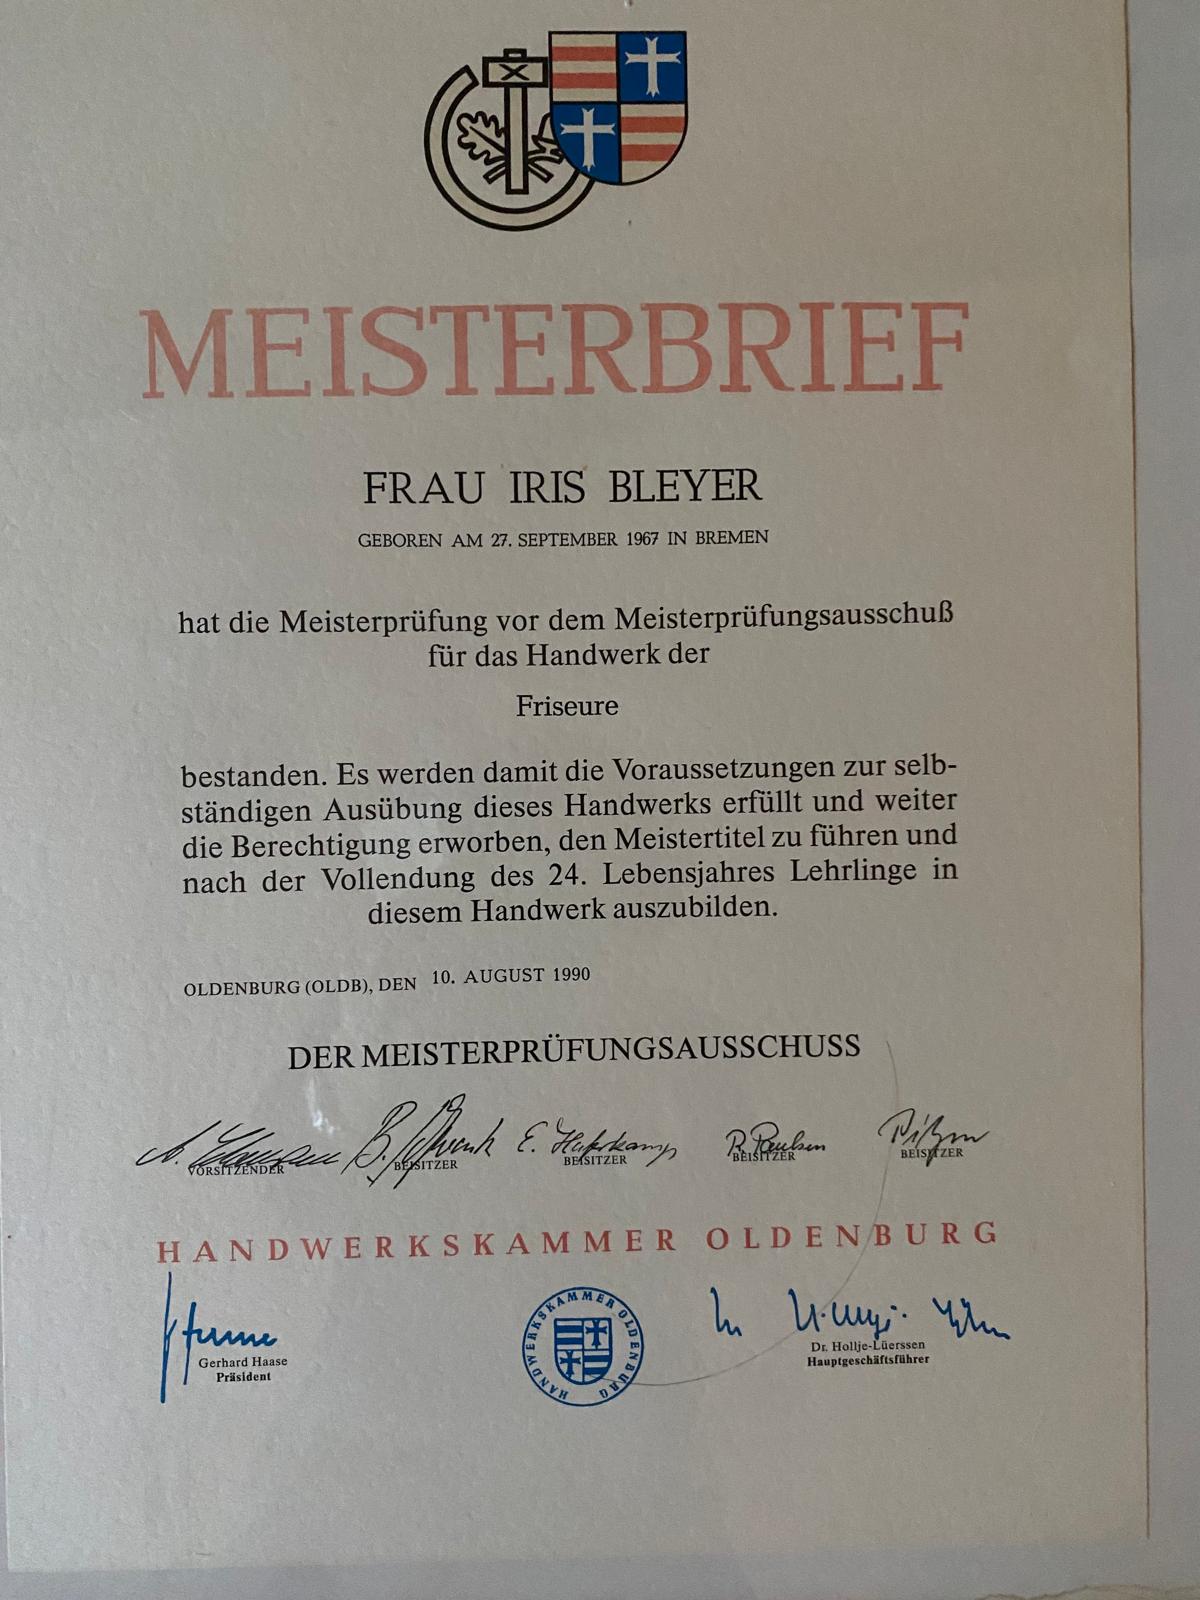 MEISTERBRIEF
FRAU IRIS BLEYER
GEBOREN AM 27. SEPTEMBER 1967 IN BREMEN
hat die Meisterprüfung vor dem Meisterprüfungsausschuß
für das Handwerk der
Friseure
bestanden. Es werden damit die Voraussetzungen zur selb-
ständigen Ausübung dieses Handwerks erfüllt und weiter
die Berechtigung erworben, den Meistertitel zu führen und
nach der Vollendung des 24. Lebensjahres Lehrlinge in
diesem Handwerk auszubilden.
OLDENBURG (OLDB), DEN 10. AUGUST 1990
DER MEISTERPRÜFUNGSAUSSCHUSS
E. R. Paulsen
VORSITZENDER BEISITZER BEISITZER BEISITZER BEISITZER
HANDWERKSKAMMER OLDENBURG
Gerhard Haase
Präsident
HANDWERKSKAMMER OLDENBURG
Dr. Hollje-Lüerssen
Hauptgeschäftsführer